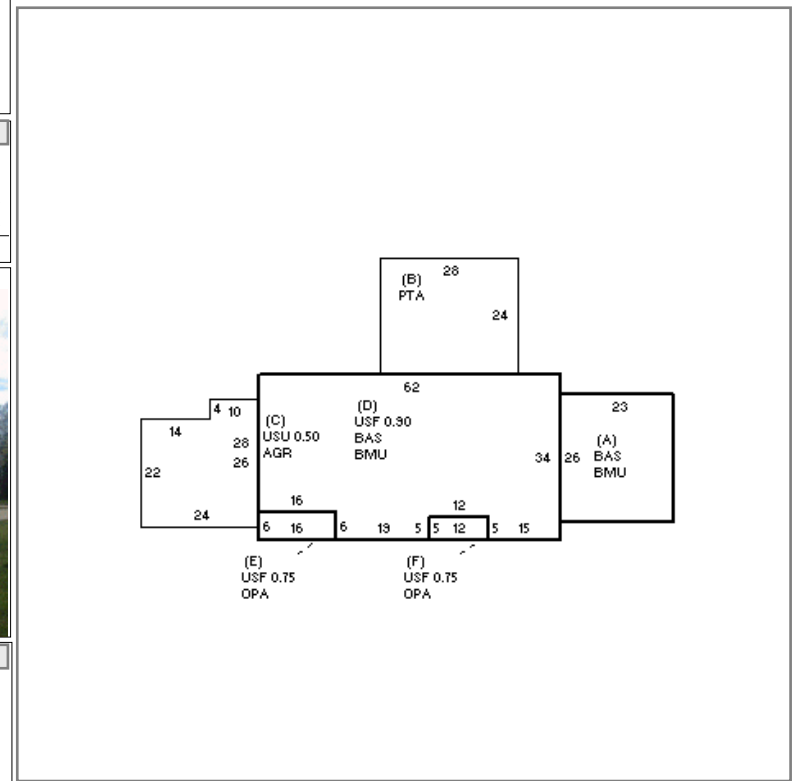 28
(B)
PTA
24
62
4 10
(C)
USU 0.50
AGR
(D)
USF 0.90
BAS
BMU
23
(A)
BAS
BMU
14
28
26
34 26
22
16
12
24
6 16 6 19 5 5 12 5 15
(E)
USF 0.75
OPA
(F)
USF 0.75
OPA